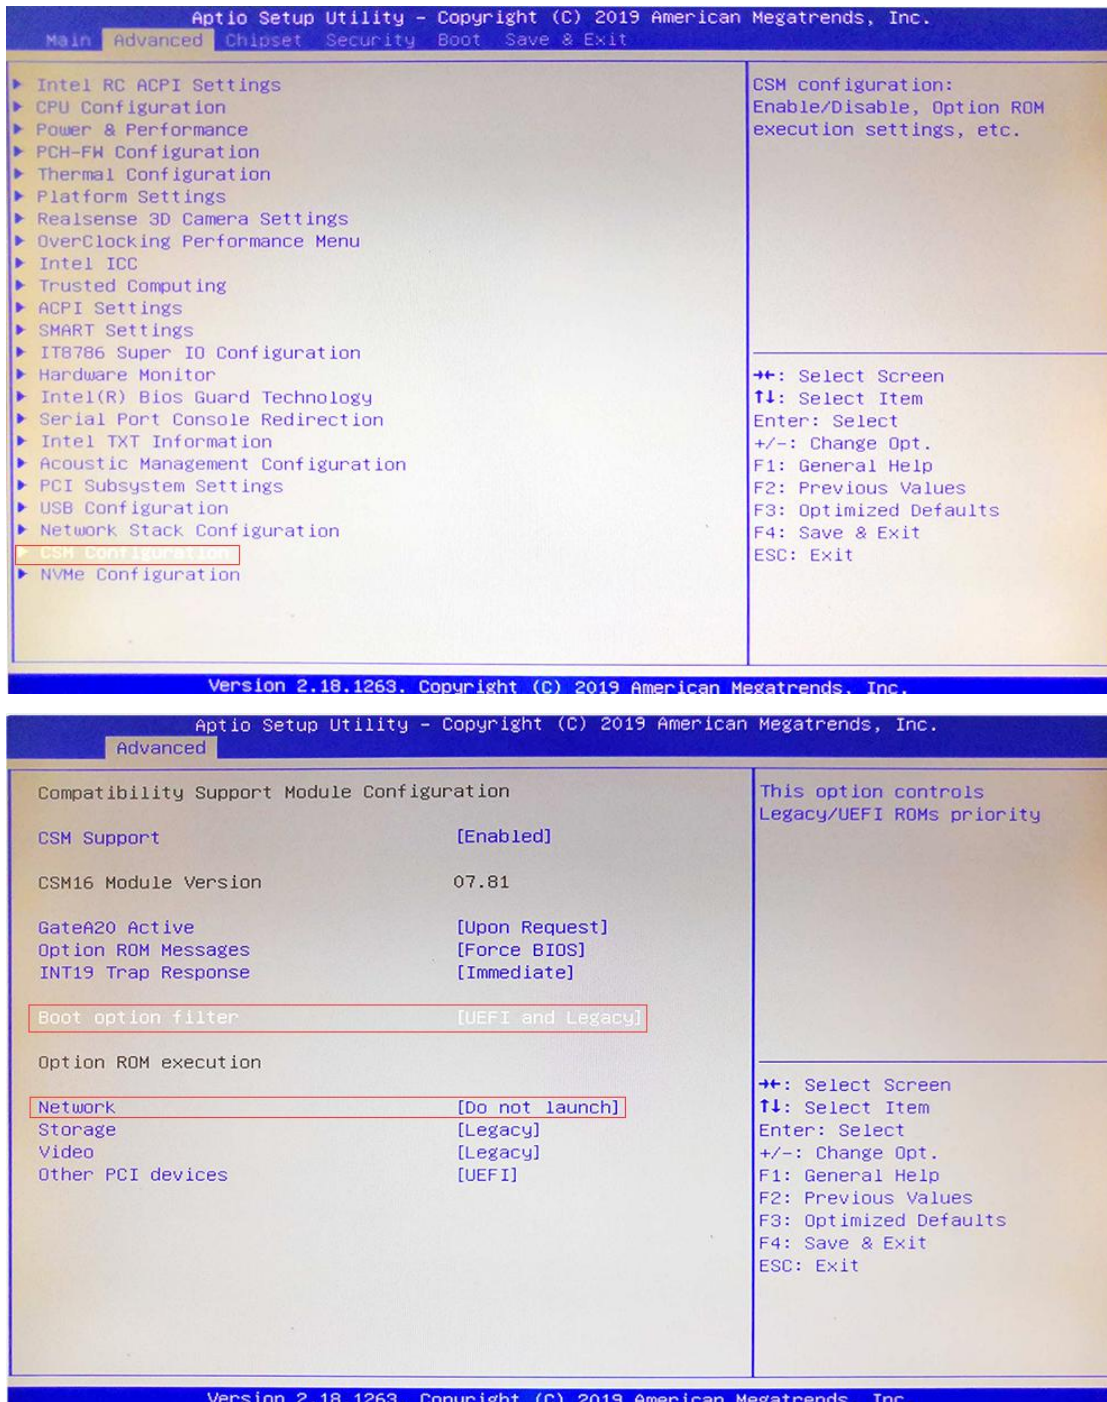 Aptio Setup Utility – Copyright (C) 2019 American Megatrends, Inc.
Main Advanced Chipset Security Boot Save & Exit
Intel RC ACPI Settings
CPU Configuration
Power & Performance
PCH-FW Configuration
Thermal Configuration
Platform Settings
Realsense 3D Camera Settings
OverClocking Performance Menu
Intel ICC
Trusted Computing
ACPI Settings
SMART Settings
IT8786 Super IO Configuration
Hardware Monitor
Intel(R) Bios Guard Technology
Serial Port Console Redirection
Intel TXT Information
Acoustic Management Configuration
PCI Subsystem Settings
USB Configuration
Network Stack Configuration
CSM Configuration
NVMe Configuration
CSM configuration:
Enable/Disable, Option ROM
execution settings, etc.
→←: Select Screen
↑↓: Select Item
Enter: Select
+/-: Change Opt.
F1: General Help
F2: Previous Values
F3: Optimized Defaults
F4: Save & Exit
ESC: Exit
Version 2.18.1263. Copyright (C) 2019 American Megatrends, Inc.
Aptio Setup Utility – Copyright (C) 2019 American Megatrends, Inc.
Advanced
Compatibility Support Module Configuration
CSM Support [Enabled]
CSM16 Module Version 07.81
GateA20 Active [Upon Request]
Option ROM Messages [Force BIOS]
INT19 Trap Response [Immediate]
Boot option filter [UEFI and Legacy]
Option ROM execution
Network [Do not launch]
Storage [Legacy]
Video [Legacy]
Other PCI devices [UEFI]
This option controls
Legacy/UEFI ROMs priority
→←: Select Screen
↑↓: Select Item
Enter: Select
+/-: Change Opt.
F1: General Help
F2: Previous Values
F3: Optimized Defaults
F4: Save & Exit
ESC: Exit
Version 2.18.1263. Copyright (C) 2019 American Megatrends, Inc.